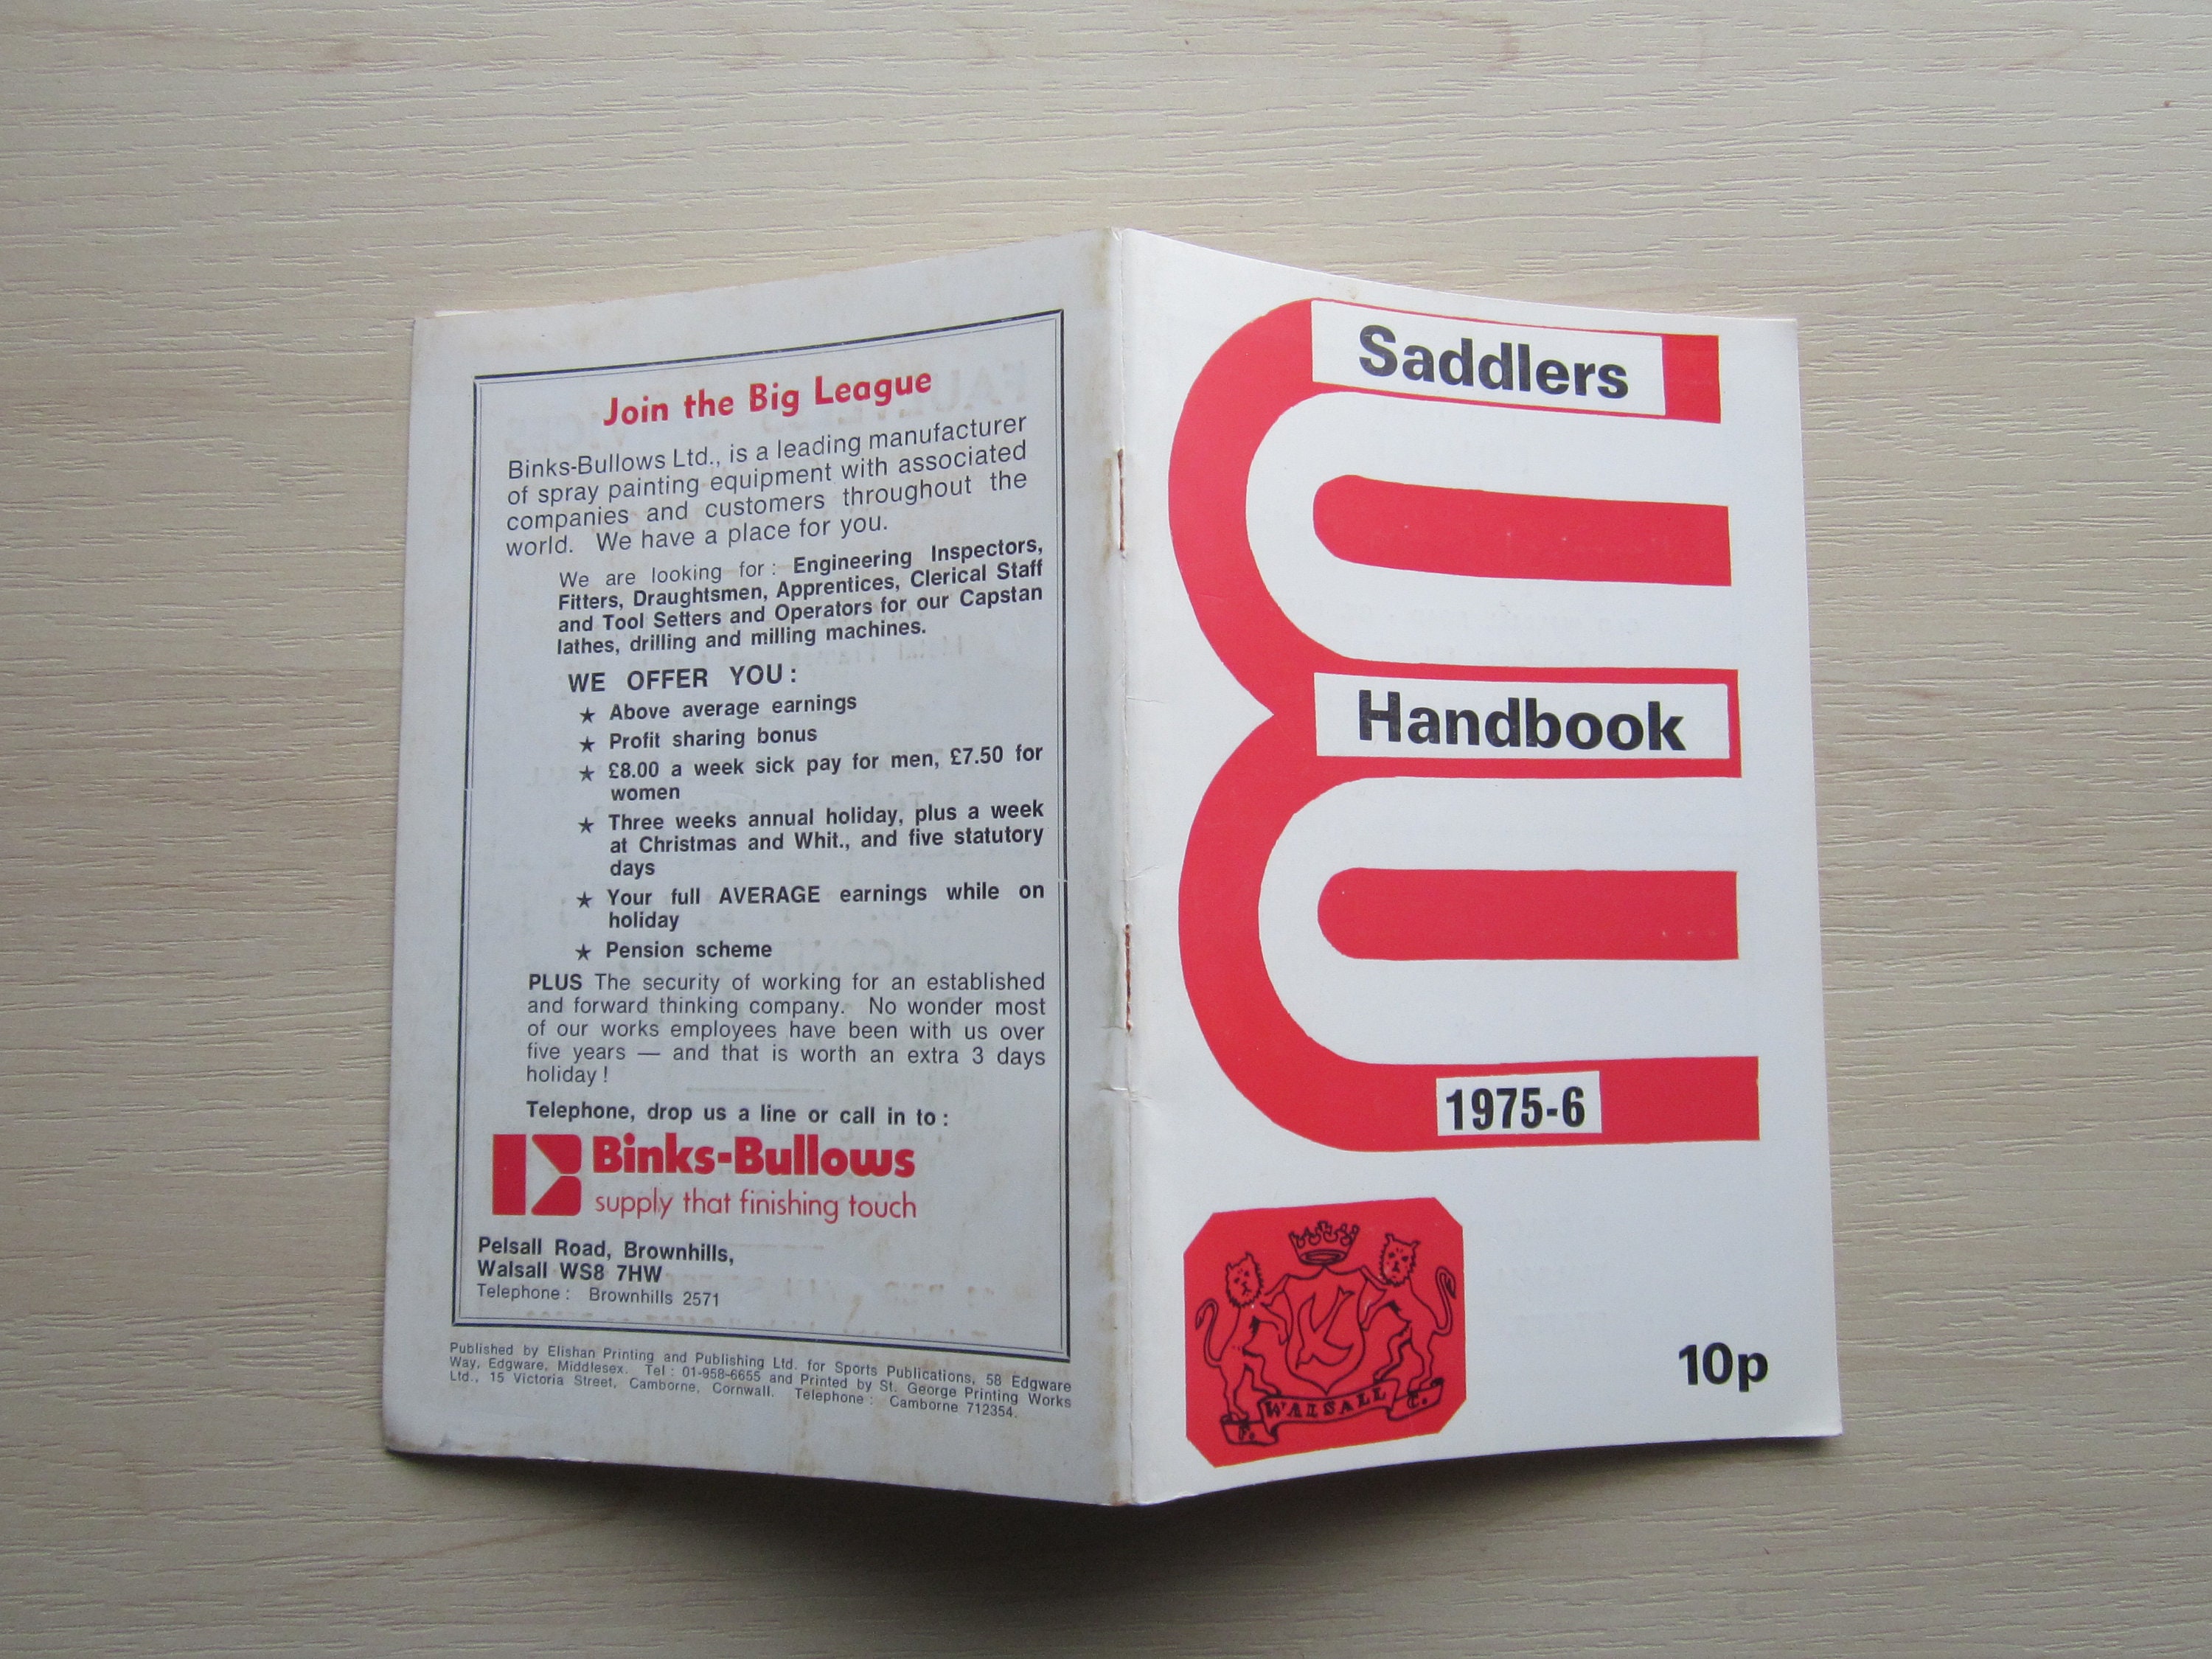 Join the Big League
Binks-Bullows Ltd., is a leading manufacturer
of spray painting equipment with associated
companies and customers throughout the
world. We have a place for you.
We are looking for : Engineering Inspectors,
Fitters, Draughtsmen, Apprentices, Clerical Staff
and Tool Setters and Operators for our Capstan
lathes, drilling and milling machines.
WE OFFER YOU :
★ Above average earnings
★ Profit sharing bonus
★ £8.00 a week sick pay for men, £7.50 for
women
★ Three weeks annual holiday, plus a week
at Christmas and Whit., and five statutory
days
★ Your full AVERAGE earnings while on
holiday
★ Pension scheme
PLUS The security of working for an established
and forward thinking company. No wonder most
of our works employees have been with us over
five years — and that is worth an extra 3 days
holiday !
Telephone, drop us a line or call in to :
Binks-Bullows
supply that finishing touch
Pelsall Road, Brownhills,
Walsall WS8 7HW
Telephone : Brownhills 2571
Published by Elishan Printing and Publishing Ltd. for Sports Publications, 58 Edgware
Way, Edgware, Middlesex. Tel : 01-958-6655 and Printed by St. George Printing Works
Ltd., 15 Victoria Street, Camborne, Cornwall. Telephone : Camborne 712354.
Saddlers
Handbook
1975-6
F. WALSALL C.
10p